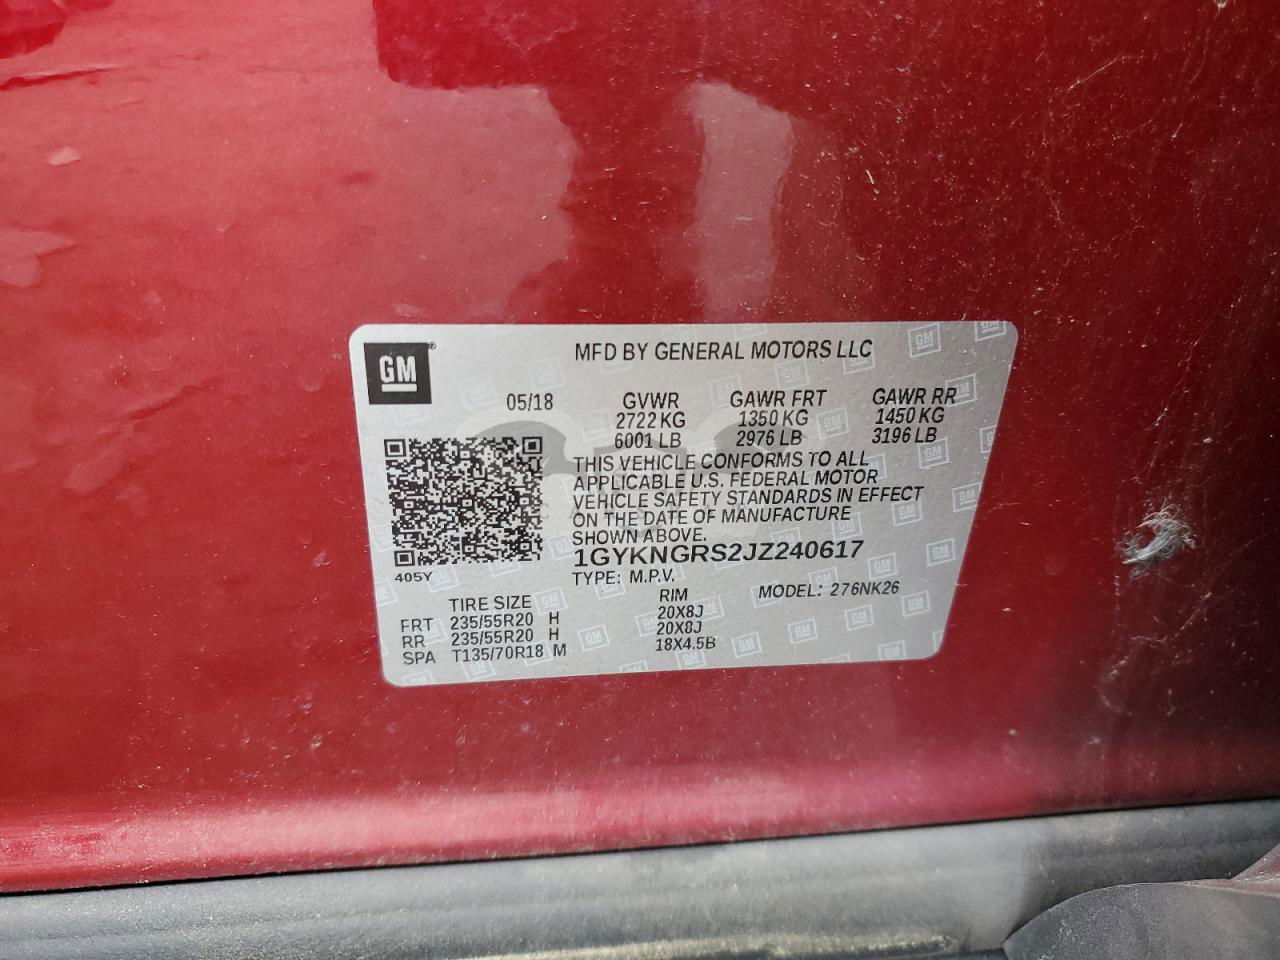 GM
MFD BY GENERAL MOTORS LLC
05/18 GVWR GAWR FRT GAWR RR
2722 KG 1350 KG 1450 KG
6001 LB 2976 LB 3196 LB
THIS VEHICLE CONFORMS TO ALL
APPLICABLE U.S. FEDERAL MOTOR
VEHICLE SAFETY STANDARDS IN EFFECT
ON THE DATE OF MANUFACTURE
SHOWN ABOVE.
1GYKNGRS2JZ240617
405Y TYPE: M.P.V. MODEL: 276NK26
TIRE SIZE RIM
FRT 235/55R20 H 20X8J
RR 235/55R20 H 20X8J
SPA T135/70R18 M 18X4.5B